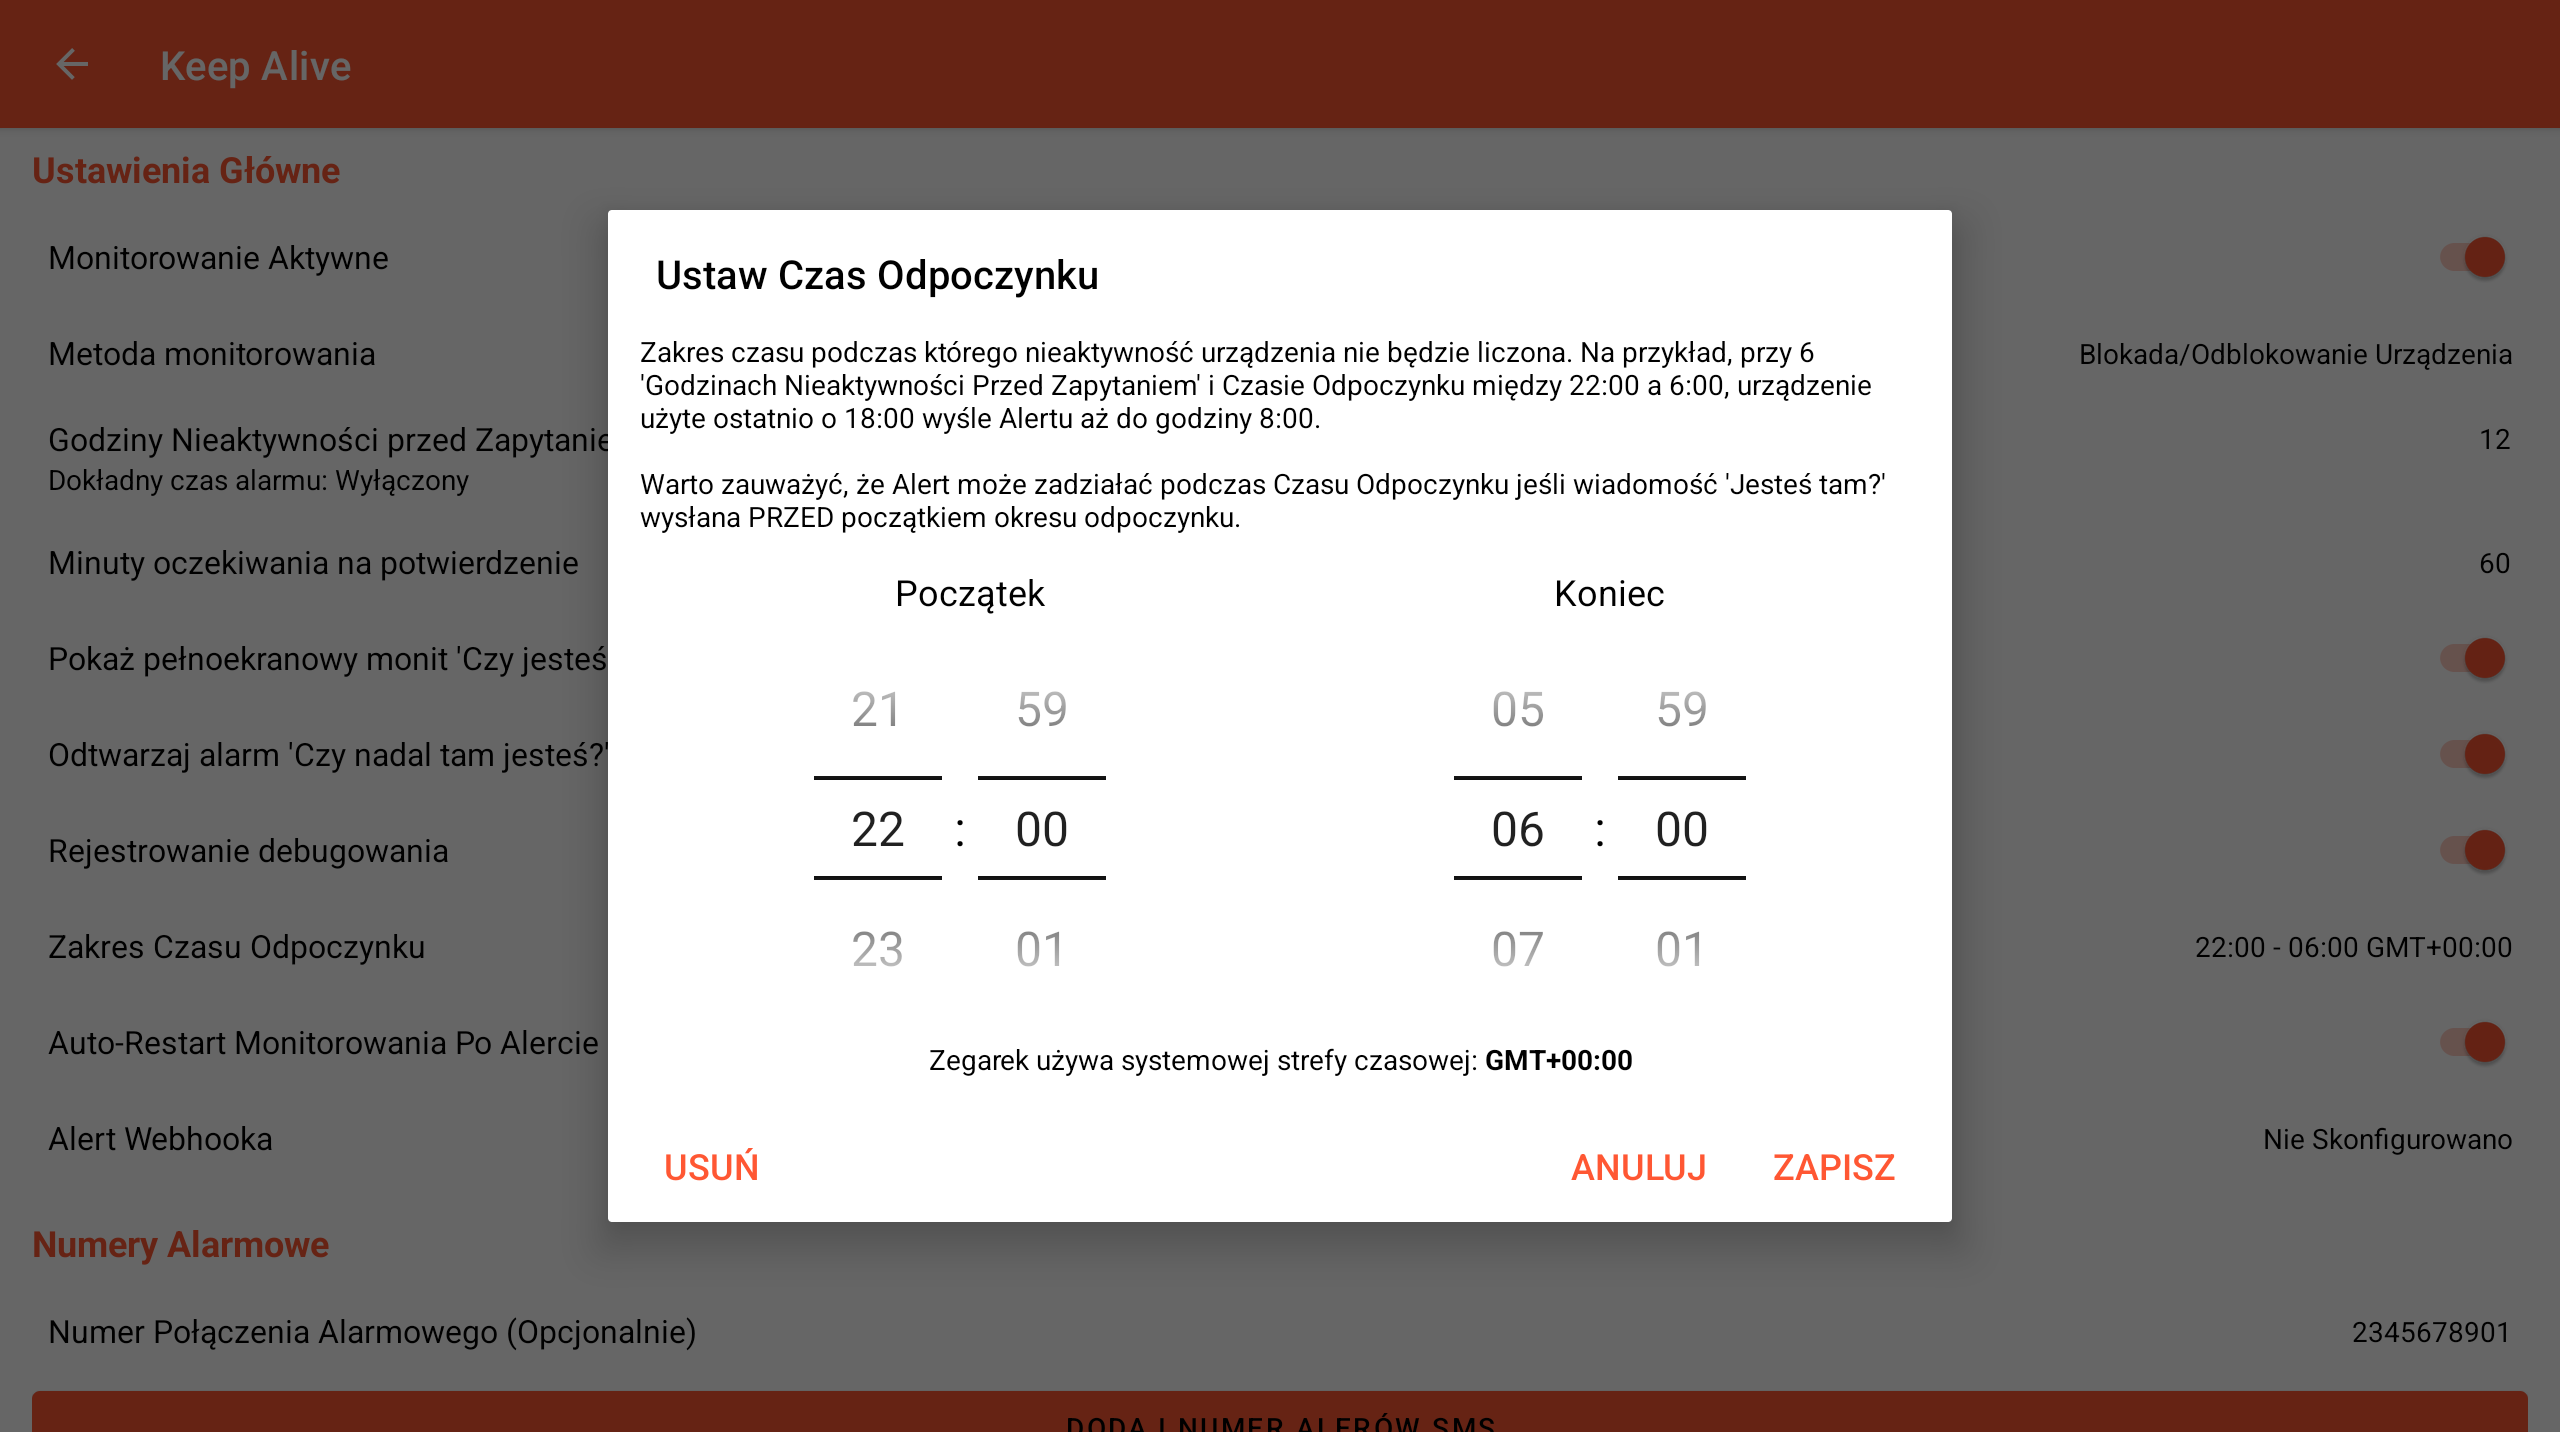 Keep Alive
Ustawienia Główne
Monitorowanie Aktywne
Metoda monitorowania
Blokada/Odblokowanie Urządzenia
Godziny Nieaktywności przed Zapytanie
12
Dokładny czas alarmu: Wyłączony
Minuty oczekiwania na potwierdzenie
60
Pokaż pełnoekranowy monit 'Czy jesteś
Odtwarzaj alarm 'Czy nadal tam jesteś?'
Rejestrowanie debugowania
Zakres Czasu Odpoczynku
22:00 - 06:00 GMT+00:00
Auto-Restart Monitorowania Po Alercie
Alert Webhooka
Nie Skonfigurowano
Numery Alarmowe
Numer Połączenia Alarmowego (Opcjonalnie)
2345678901
Ustaw Czas Odpoczynku
Zakres czasu podczas którego nieaktywność urządzenia nie będzie liczona. Na przykład, przy 6
'Godzinach Nieaktywności Przed Zapytaniem' i Czasie Odpoczynku między 22:00 a 6:00, urządzenie
użyte ostatnio o 18:00 wyśle Alertu aż do godziny 8:00.
Warto zauważyć, że Alert może zadziałać podczas Czasu Odpoczynku jeśli wiadomość 'Jesteś tam?'
wysłana PRZED początkiem okresu odpoczynku.
Początek
Koniec
21 59
05 59
22 : 00
06 : 00
23 01
07 01
Zegarek używa systemowej strefy czasowej: GMT+00:00
USUŃ
ANULUJ
ZAPISZ
NUMER ALERÓW SMS